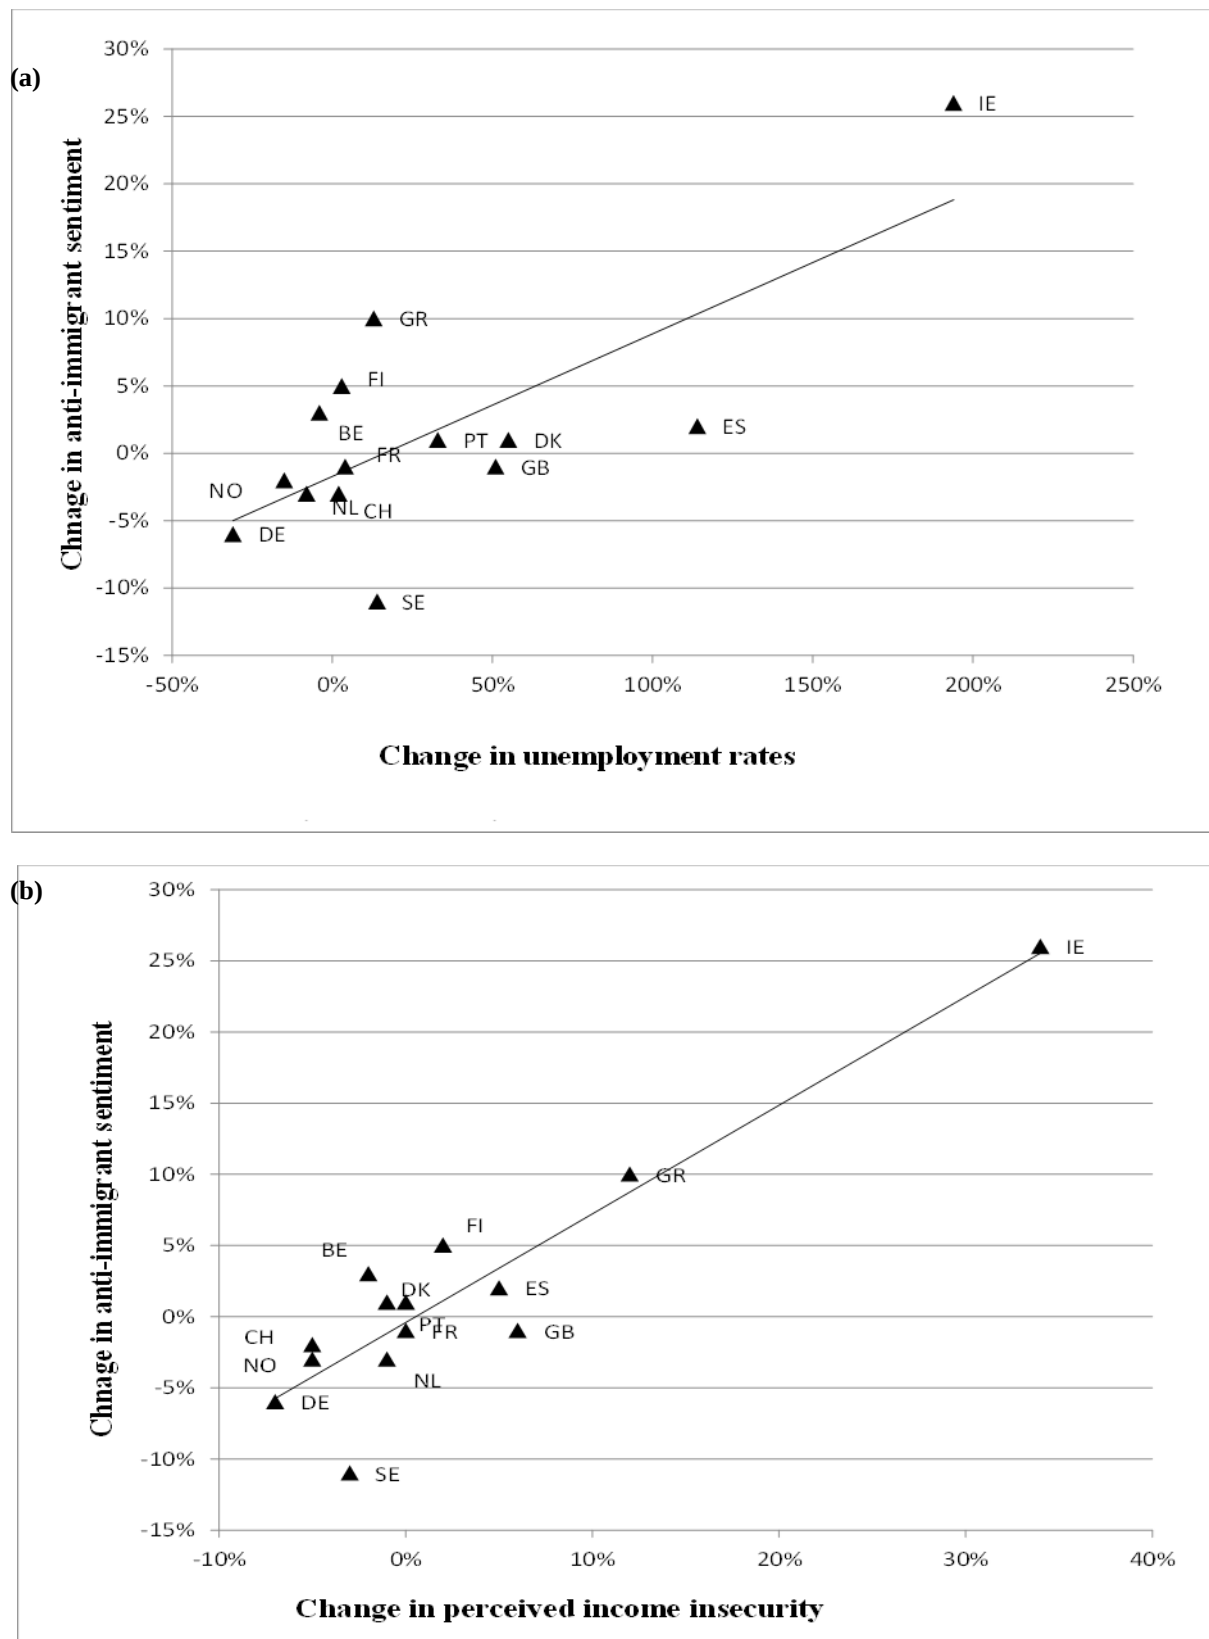 (a)
30%
25%
20%
15%
10%
5%
0%
-5%
-10%
-15%
Chnage in anti-immigrant sentiment
IE
GR
FI
BE
ES
PT
DK
FR
GB
NO
NL
CH
DE
SE
-50%
0%
50%
100%
150%
200%
250%
Change in unemployment rates
(b)
30%
25%
20%
15%
10%
5%
0%
-5%
-10%
-15%
Chnage in anti-immigrant sentiment
IE
GR
FI
BE
DK
ES
PT
FR
GB
CH
NO
NL
DE
SE
-10%
0%
10%
20%
30%
40%
Change in perceived income insecurity